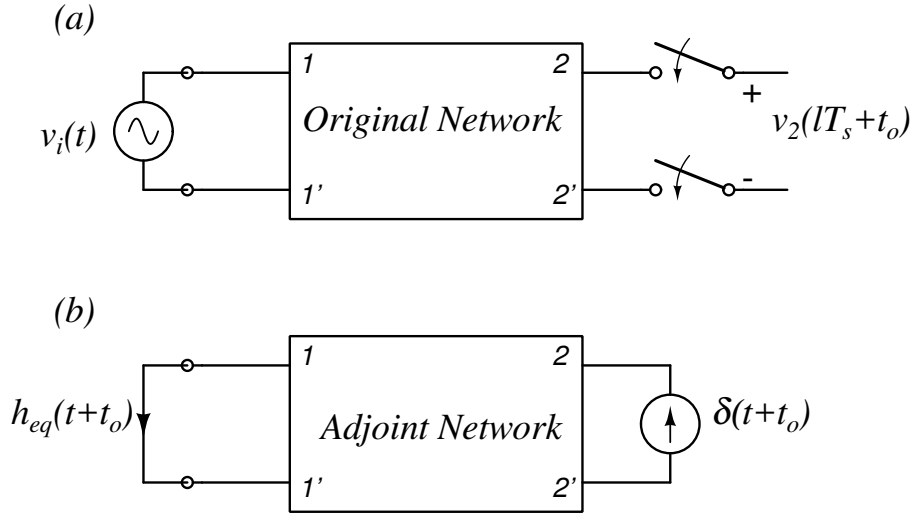 (a)
1 2
v_i(t) Original Network + v_2(lT_s+t_o) -
1' 2'
(b)
1 2
h_eq(t+t_o) Adjoint Network δ(t+t_o)
1' 2'